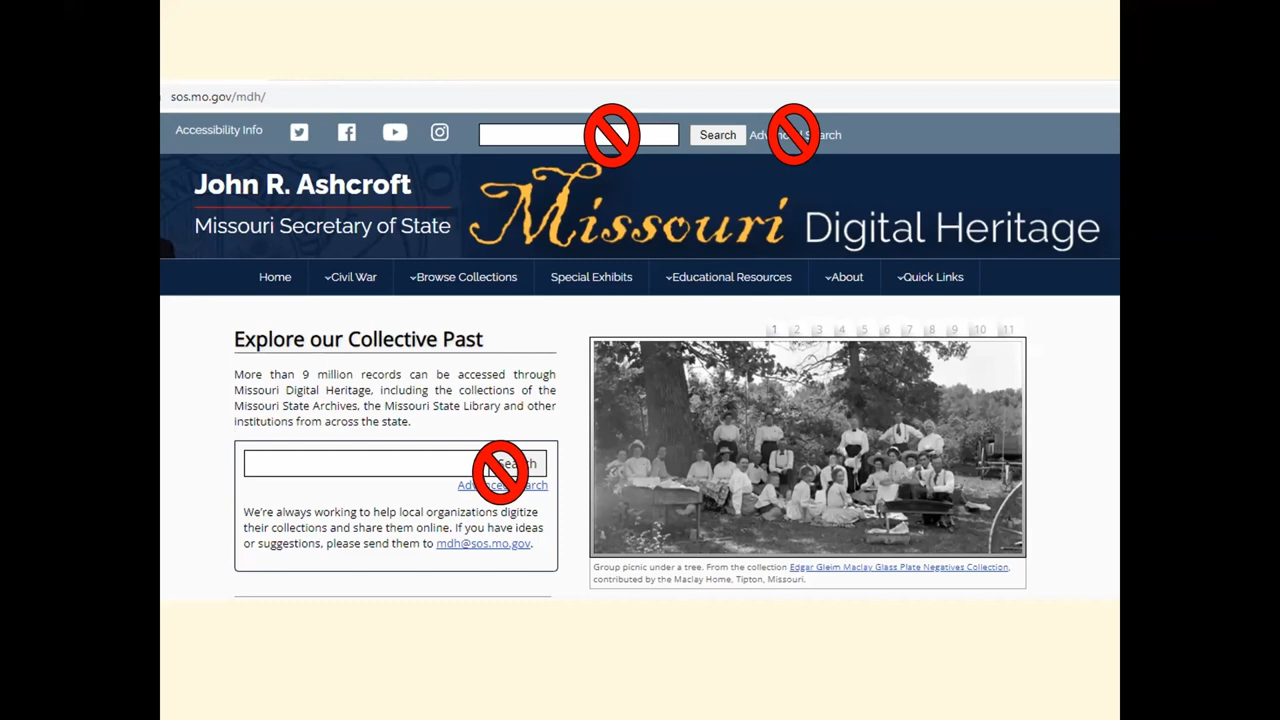 sos.mo.gov/mdh/
Accessibility Info
Search
Advanced Search
John R. Ashcroft
Missouri Secretary of State
Missouri Digital Heritage
Home
Civil War
Browse Collections
Special Exhibits
Educational Resources
About
Quick Links
Explore our Collective Past
More than 9 million records can be accessed through
Missouri Digital Heritage, including the collections of the
Missouri State Archives, the Missouri State Library and other
institutions from across the state.
Search
Advanced Search
We're always working to help local organizations digitize
their collections and share them online. If you have ideas
or suggestions, please send them to mdh@sos.mo.gov.
1 2 3 4 5 6 7 8 9 10 11
Group picnic under a tree. From the collection Edgar Gleim Maclay Glass Plate Negatives Collection,
contributed by the Maclay Home, Tipton, Missouri.